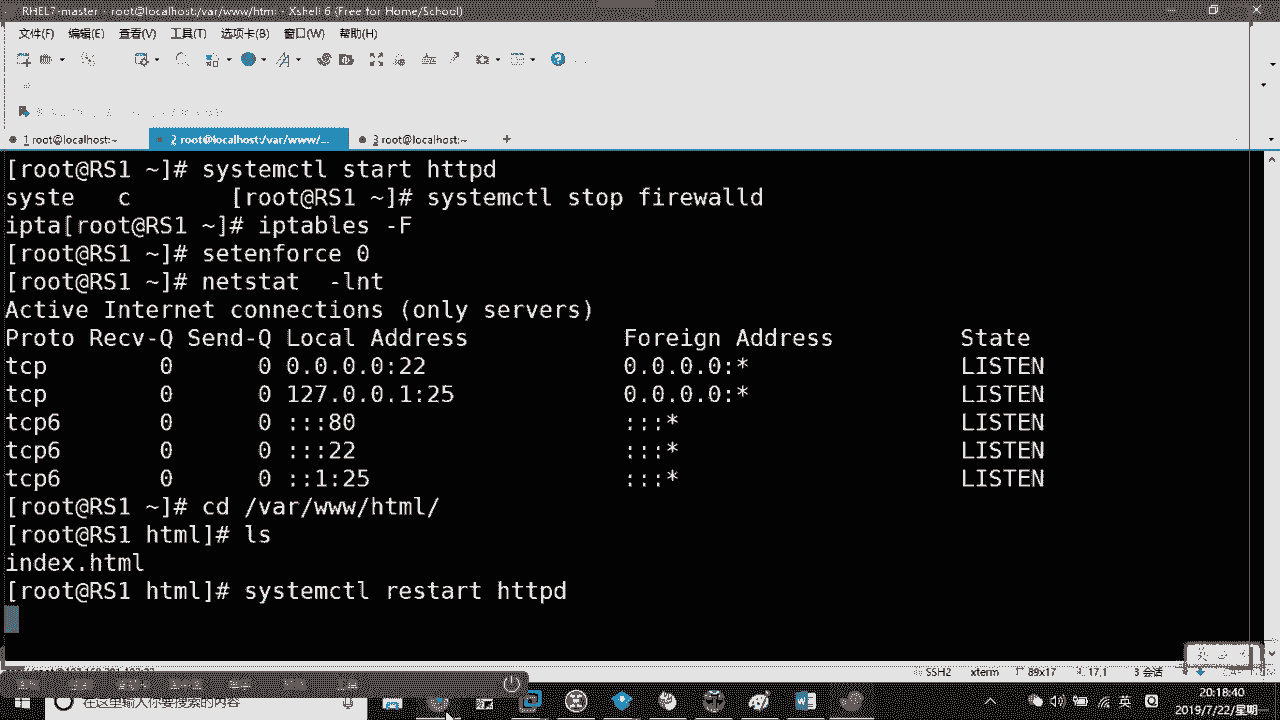 RHEL7-master - root@localhost:/var/www/html - Xshell 6 (Free for Home/School)
文件(F) 编辑(E) 查看(V) 工具(T) 选项卡(B) 窗口(W) 帮助(H)
1 root@localhost:~ 2 root@localhost:/var/www/... 3 root@localhost:~ +
[root@RS1 ~]# systemctl start httpd
syste c [root@RS1 ~]# systemctl stop firewalld
ipta[root@RS1 ~]# iptables -F
[root@RS1 ~]# setenforce 0
[root@RS1 ~]# netstat -lnt
Active Internet connections (only servers)
Proto Recv-Q Send-Q Local Address Foreign Address State
tcp 0 0 0.0.0.0:22 0.0.0.0:* LISTEN
tcp 0 0 127.0.0.1:25 0.0.0.0:* LISTEN
tcp6 0 0 :::80 :::* LISTEN
tcp6 0 0 :::22 :::* LISTEN
tcp6 0 0 ::1:25 :::* LISTEN
[root@RS1 ~]# cd /var/www/html/
[root@RS1 html]# ls
index.html
[root@RS1 html]# systemctl restart httpd
SSH2 xterm 89x17 17,1 3 会话
在这里输入你要搜索的内容
英
20:18:40
2019/7/22/星期一